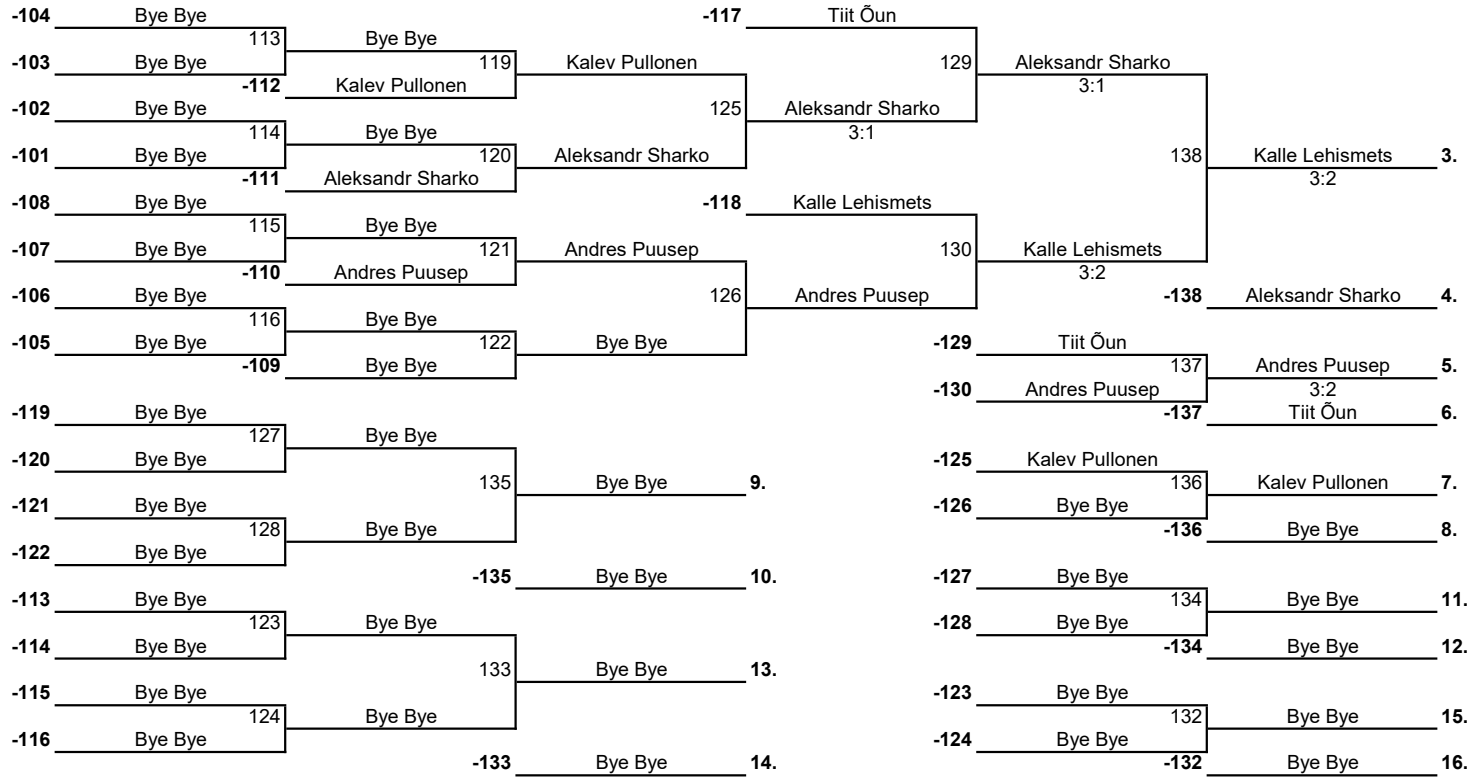 -104 Bye Bye -117 Tiit Õun
113 Bye Bye
-103 Bye Bye 119 Kalev Pullonen 129 Aleksandr Sharko
-112 Kalev Pullonen 3:1
-102 Bye Bye 125 Aleksandr Sharko
114 Bye Bye 3:1
-101 Bye Bye 120 Aleksandr Sharko 138 Kalle Lehismets 3.
-111 Aleksandr Sharko 3:2
-108 Bye Bye -118 Kalle Lehismets
115 Bye Bye
-107 Bye Bye 121 Andres Puusep 130 Kalle Lehismets
-110 Andres Puusep 3:2
-106 Bye Bye 126 Andres Puusep -138 Aleksandr Sharko 4.
116 Bye Bye
-105 Bye Bye 122 Bye Bye -129 Tiit Õun
-109 Bye Bye 137 Andres Puusep 5.
-130 Andres Puusep 3:2
-119 Bye Bye -137 Tiit Õun 6.
127 Bye Bye
-120 Bye Bye -125 Kalev Pullonen
135 Bye Bye 9. 136 Kalev Pullonen 7.
-121 Bye Bye -126 Bye Bye
128 Bye Bye -136 Bye Bye 8.
-122 Bye Bye
-135 Bye Bye 10. -127 Bye Bye
-113 Bye Bye 134 Bye Bye 11.
123 Bye Bye -128 Bye Bye
-114 Bye Bye -134 Bye Bye 12.
133 Bye Bye 13.
-115 Bye Bye -123 Bye Bye
124 Bye Bye 132 Bye Bye 15.
-116 Bye Bye -124 Bye Bye
-133 Bye Bye 14. -132 Bye Bye 16.